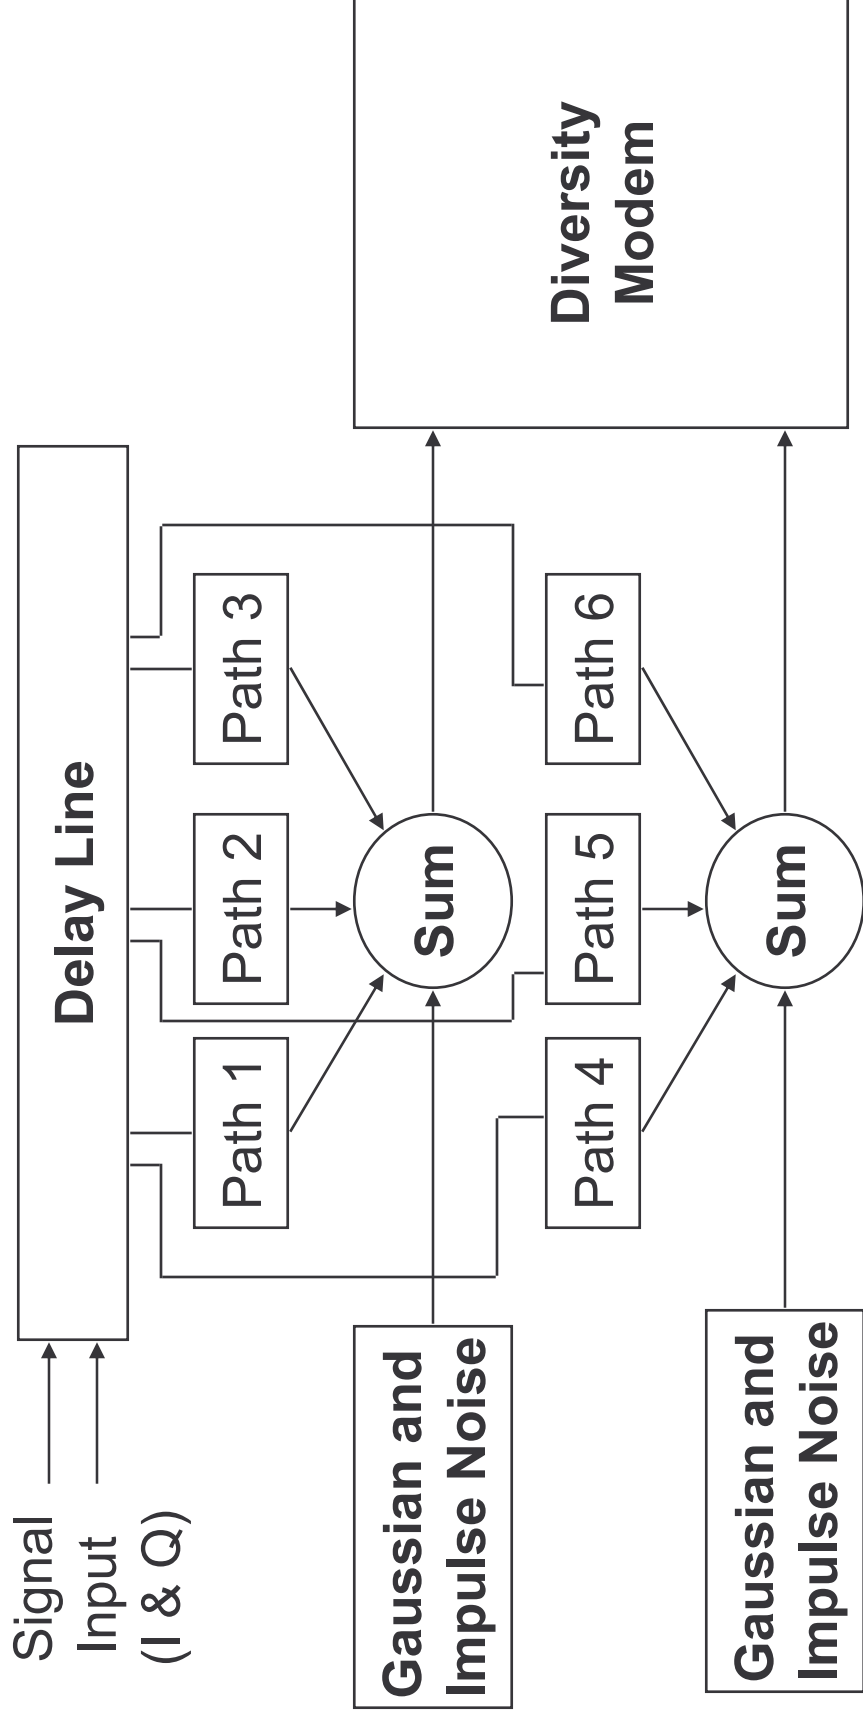 Signal
Input
(I & Q)
Delay Line
Path 1
Path 2
Path 3
Gaussian and
Impulse Noise
Sum
Diversity
Modem
Path 4
Path 5
Path 6
Gaussian and
Impulse Noise
Sum